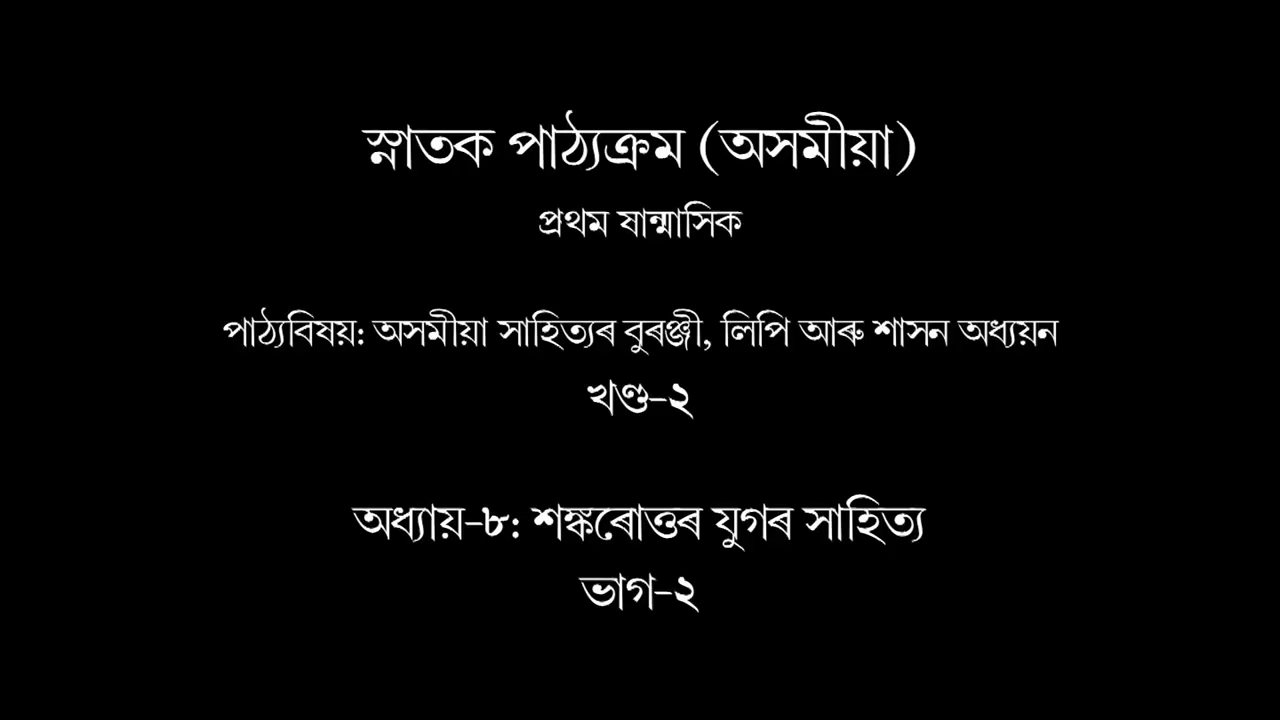 স্নাতক পাঠ্যক্ৰম (অসমীয়া)
প্ৰথম ষাণ্মাসিক
পাঠ্যবিষয়: অসমীয়া সাহিত্যৰ বুৰঞ্জী, লিপি আৰু শাসন অধ্যয়ন
খণ্ড-২
অধ্যায়-৮: শঙ্কৰোত্তৰ যুগৰ সাহিত্য
ভাগ-২